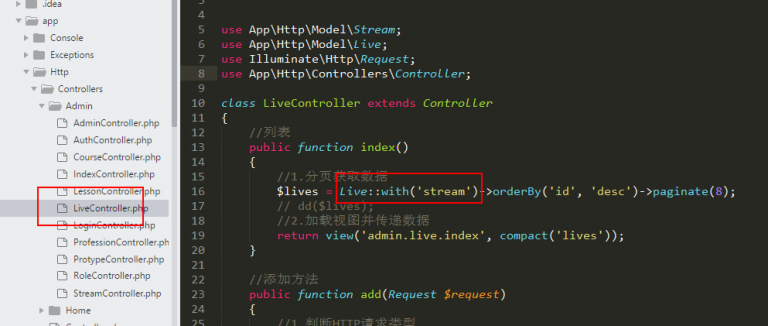 .idea
app
Console
Exceptions
Http
Controllers
Admin
AdminController.php
AuthController.php
CourseController.php
IndexController.php
LessonController.php
LiveController.php
LoginController.php
ProfessionController.php
ProtypeController.php
RoleController.php
StreamController.php
Home
4
5 use App\Http\Model\Stream;
6 use App\Http\Model\Live;
7 use Illuminate\Http\Request;
8 use App\Http\Controllers\Controller;
9
10 class LiveController extends Controller
11 {
12 //列表
13 public function index()
14 {
15 //1.分页获取数据
16 $lives = Live::with('stream')->orderBy('id', 'desc')->paginate(8);
17 // dd($lives);
18 //2.加载视图并传递数据
19 return view('admin.live.index', compact('lives'));
20 }
21
22 //添加方法
23 public function add(Request $request)
24 {
25 //1.判断HTTP请求类型